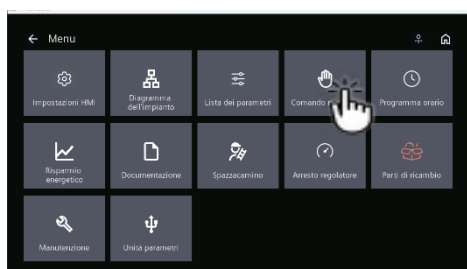 Menu
Impostazioni HMI
Diagramma
dell'impianto
Lista dei parametri
Comando
Programma orario
Risparmio
energetico
Documentazione
Spazzacamino
Arresto regolatore
Parti di ricambio
Manutenzione
Unità parametri